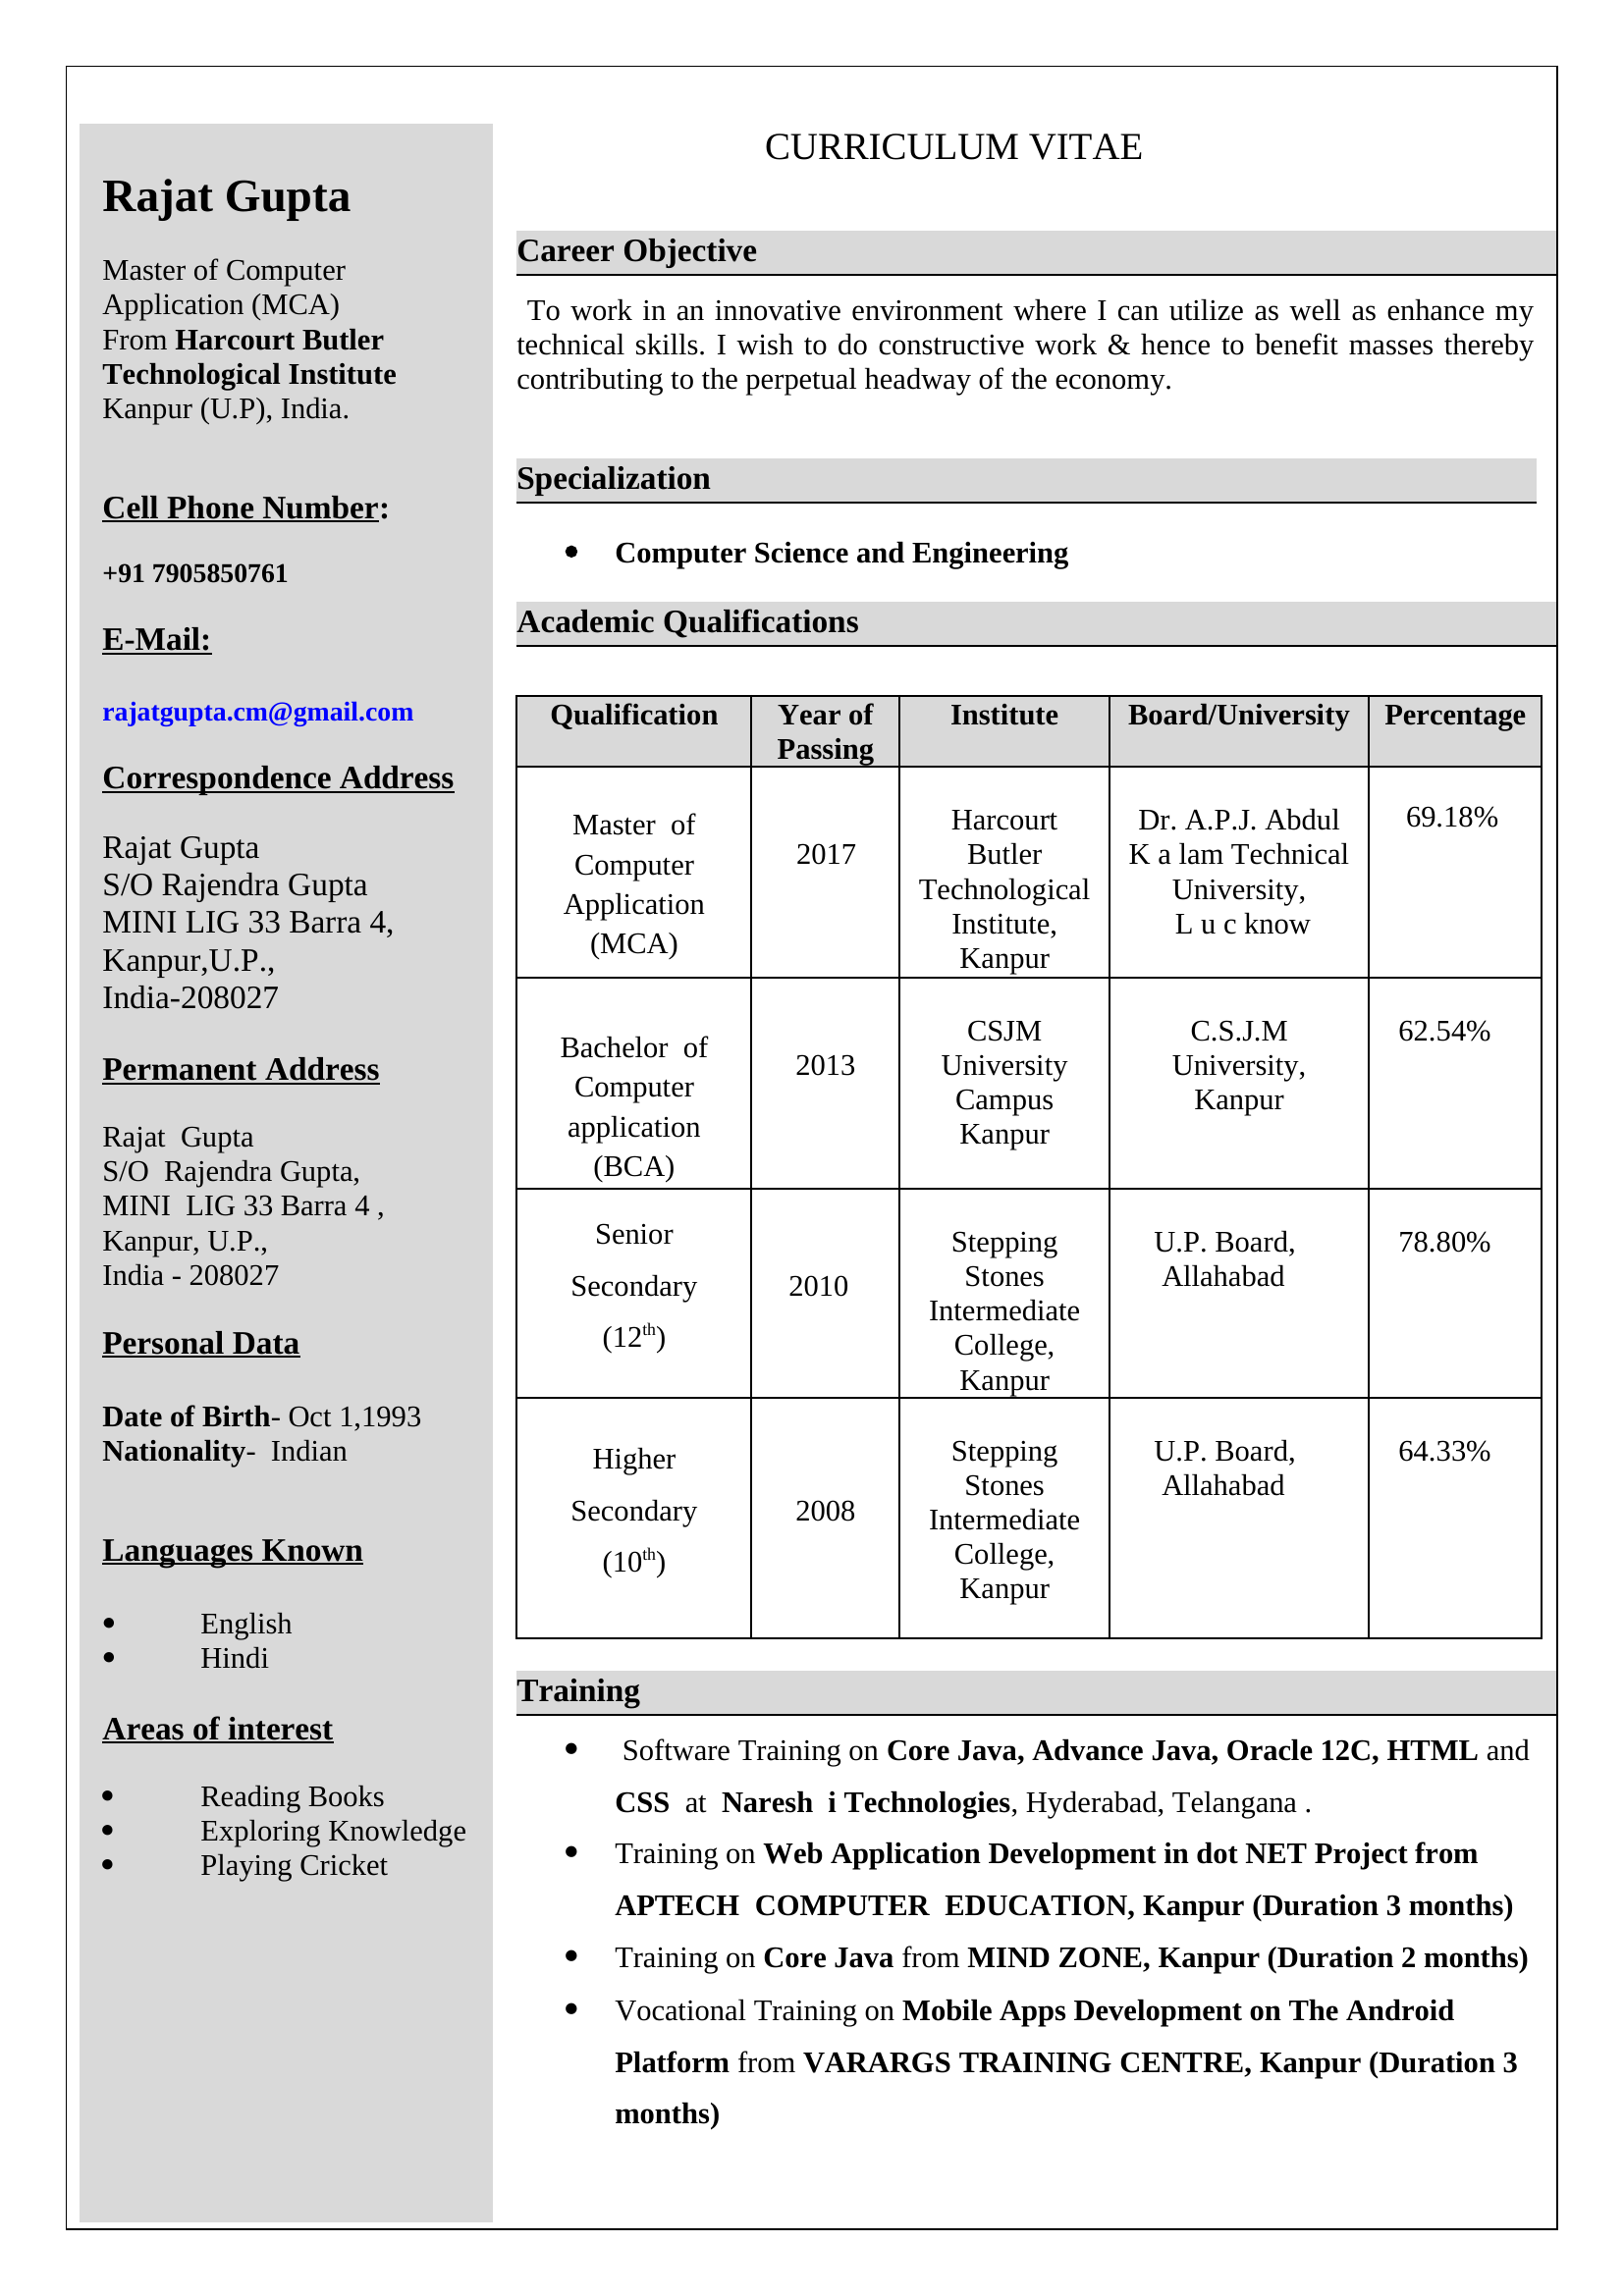 Rajat Gupta
Master of Computer
Application (MCA)
From Harcourt Butler
Technological Institute
Kanpur (U.P), India.
Cell Phone Number:
+91 7905850761
E-Mail:
rajatgupta.cm@gmail.com
Correspondence Address
Rajat Gupta
S/O Rajendra Gupta
MINI LIG 33 Barra 4,
Kanpur,U.P.,
India-208027
Permanent Address
Rajat Gupta
S/O Rajendra Gupta,
MINI LIG 33 Barra 4 ,
Kanpur, U.P.,
India - 208027
Personal Data
Date of Birth- Oct 1,1993
Nationality- Indian
Languages Known
• English
• Hindi
Areas of interest
• Reading Books
• Exploring Knowledge
• Playing Cricket
CURRICULUM VITAE
Career Objective
To work in an innovative environment where I can utilize as well as enhance my
technical skills. I wish to do constructive work & hence to benefit masses thereby
contributing to the perpetual headway of the economy.
Specialization
• Computer Science and Engineering
Academic Qualifications
Qualification
Year of
Passing
Institute
Board/University
Percentage
Master of
Computer
Application
(MCA)
2017
Harcourt
Butler
Technological
Institute,
Kanpur
Dr. A.P.J. Abdul
K a lam Technical
University,
L u c know
69.18%
Bachelor of
Computer
application
(BCA)
2013
CSJM
University
Campus
Kanpur
C.S.J.M
University,
Kanpur
62.54%
Senior
Secondary
(12th)
2010
Stepping
Stones
Intermediate
College,
Kanpur
U.P. Board,
Allahabad
78.80%
Higher
Secondary
(10th)
2008
Stepping
Stones
Intermediate
College,
Kanpur
U.P. Board,
Allahabad
64.33%
Training
• Software Training on Core Java, Advance Java, Oracle 12C, HTML and
CSS at Naresh i Technologies, Hyderabad, Telangana .
• Training on Web Application Development in dot NET Project from
APTECH COMPUTER EDUCATION, Kanpur (Duration 3 months)
• Training on Core Java from MIND ZONE, Kanpur (Duration 2 months)
• Vocational Training on Mobile Apps Development on The Android
Platform from VARARGS TRAINING CENTRE, Kanpur (Duration 3
months)